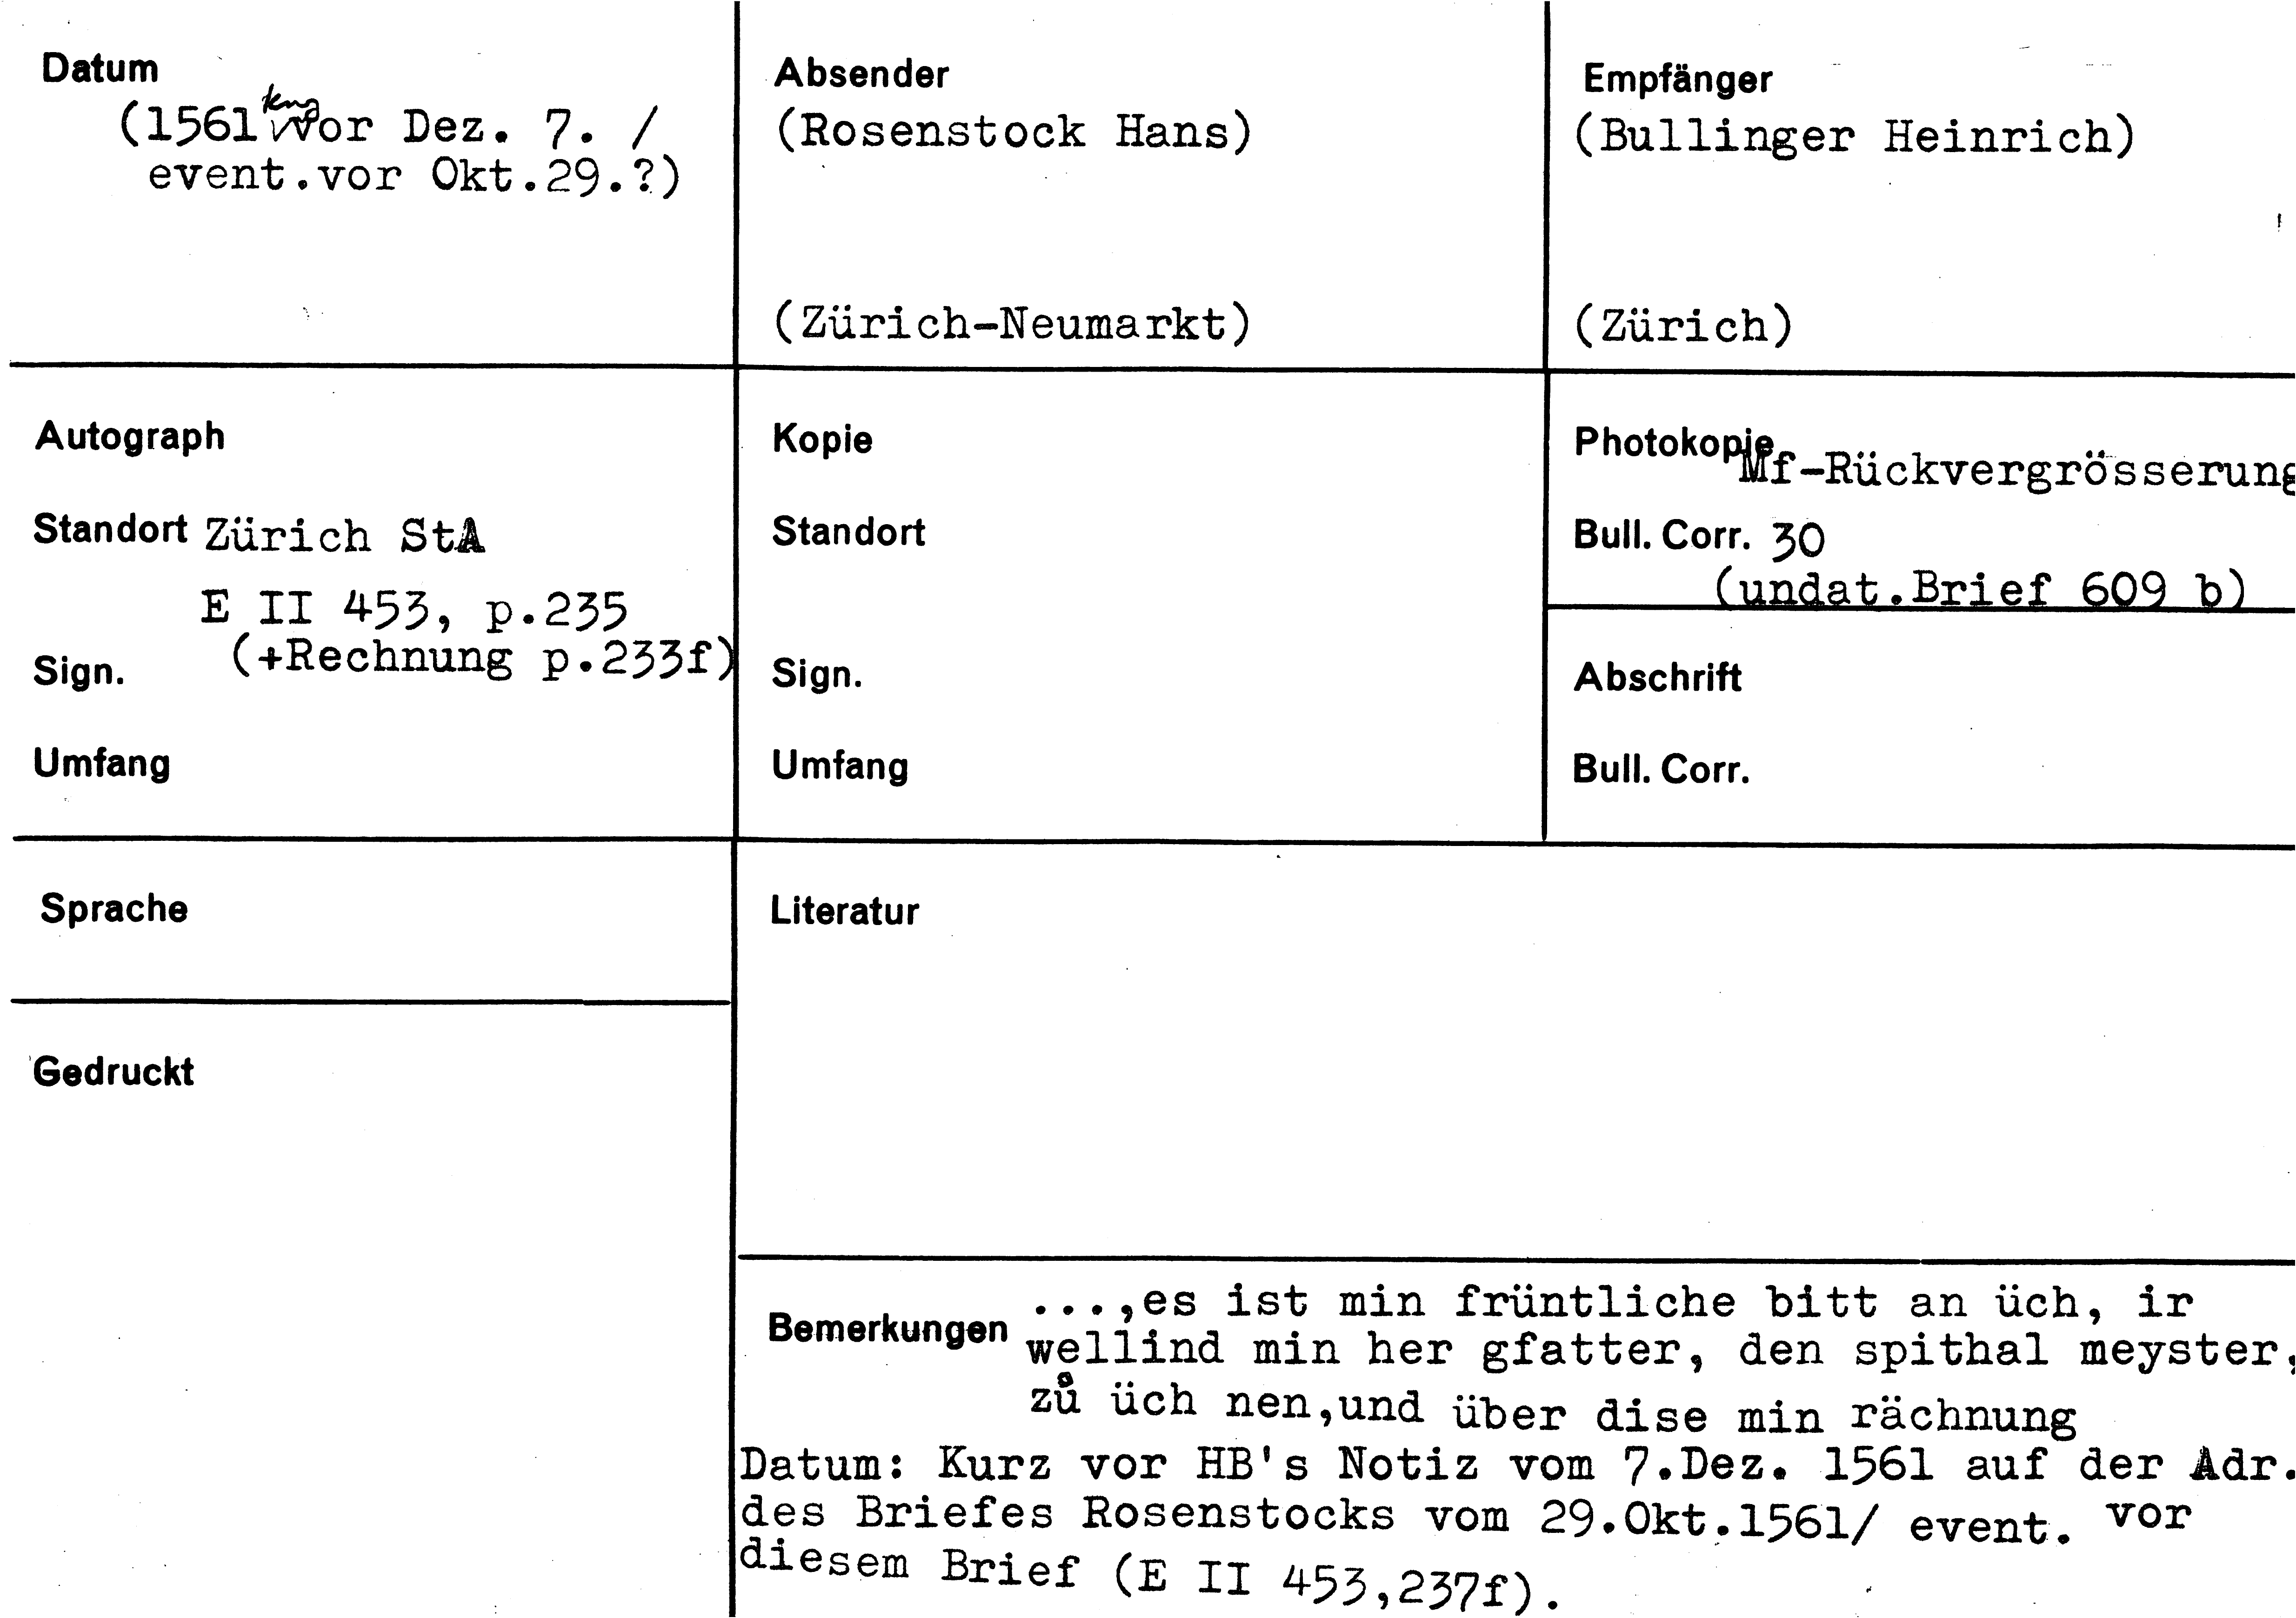 Datum
(1561 vor Dez. 7. /
event.vor Okt.29.?)
Absender
(Rosenstock Hans)
(Zürich-Neumarkt)
Empfänger
(Bullinger Heinrich)
(Zürich)
Autograph
Standort Zürich StA
E II 453, p.235
(+Rechnung p.233f)
Sign.
Umfang
Kopie
Standort
Sign.
Umfang
Photokopie
Mf-Rückvergrösserung
Bull. Corr. 30
(undat.Brief 609 b)
Abschrift
Bull. Corr.
Sprache
Gedruckt
Literatur
Bemerkungen
...,es ist min früntliche bitt an üch, ir
wellind min her gfatter, den spithal meyster,
zů üch nen,und über dise min rächnung
Datum: Kurz vor HB's Notiz vom 7.Dez. 1561 auf der Adr.
des Briefes Rosenstocks vom 29.Okt.1561/ event. vor
diesem Brief (E II 453,237f).